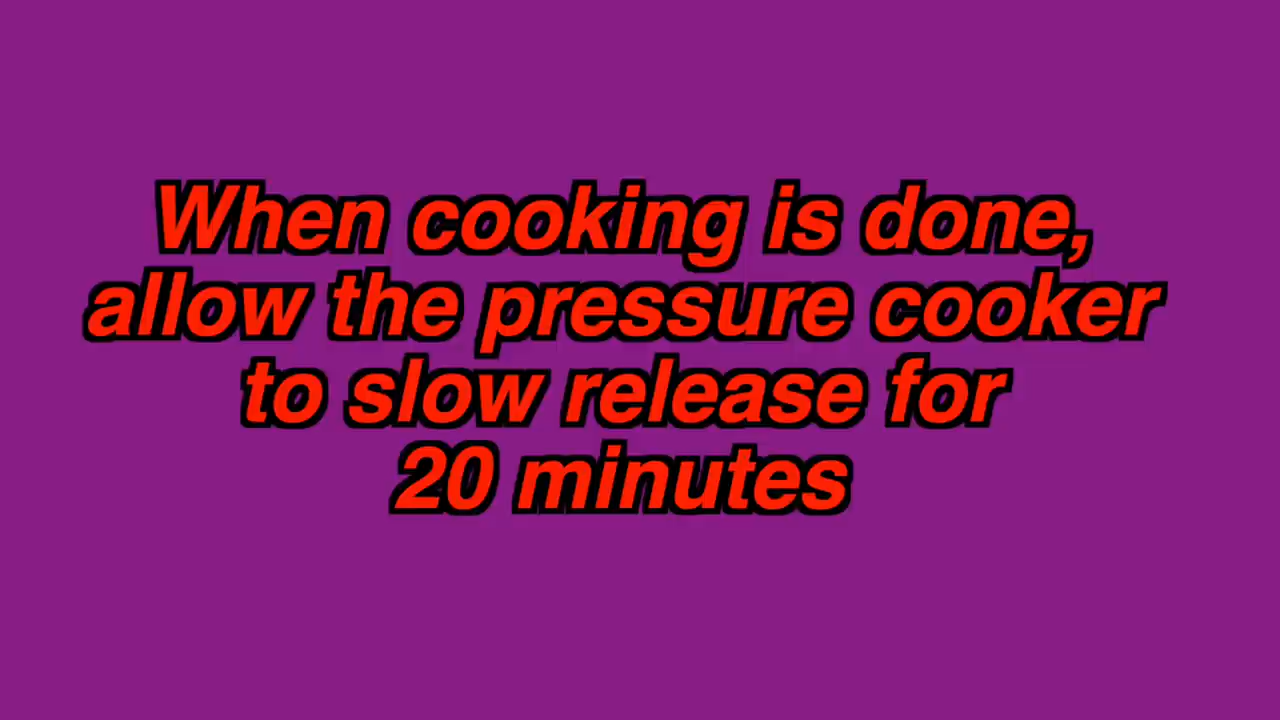 When cooking is done,
allow the pressure cooker
to slow release for
20 minutes